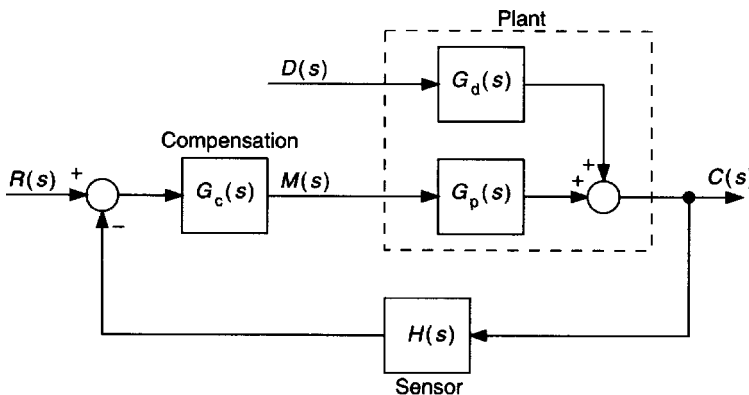 Plant
D(s)
G_d(s)
Compensation
R(s)
+
G_c(s)
M(s)
G_p(s)
+
+
C(s)
−
H(s)
Sensor